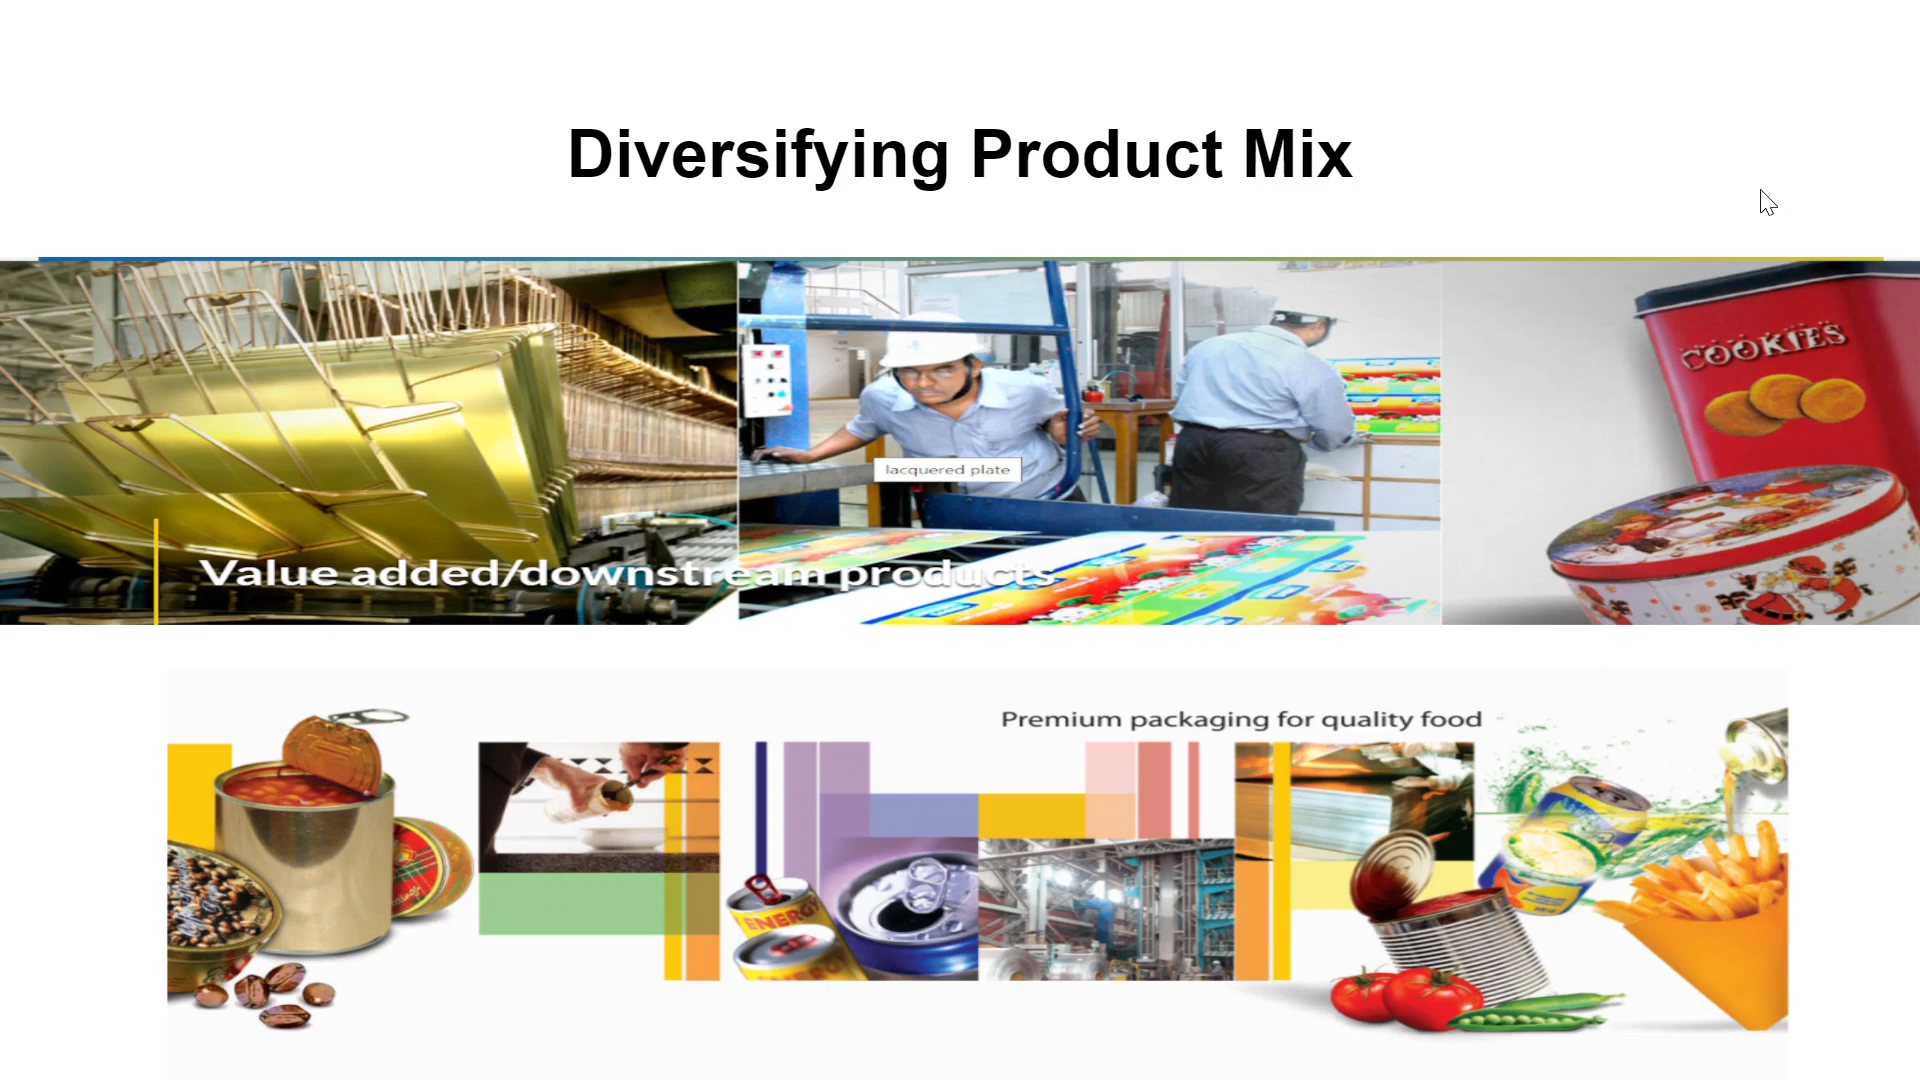 Diversifying Product Mix
COOKIES
lacquered plate
Value added/downstream products
Premium packaging for quality food
ENERGY